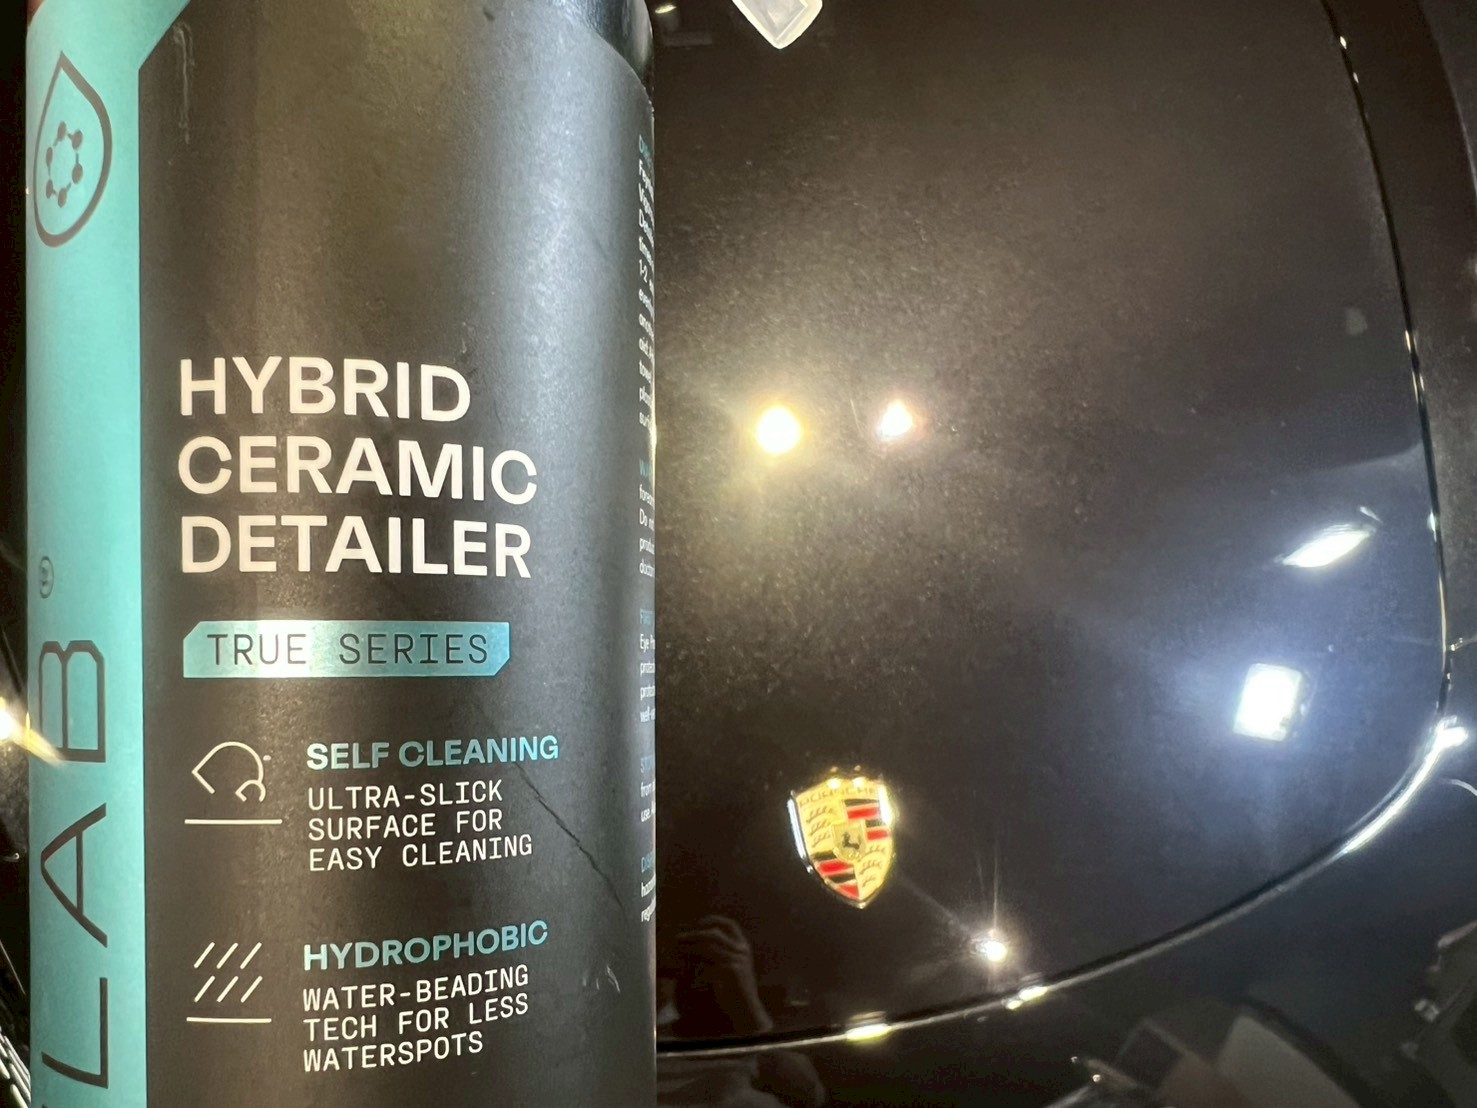 LAB®
HYBRID
CERAMIC
DETAILER
TRUE SERIES
SELF CLEANING
ULTRA-SLICK
SURFACE FOR
EASY CLEANING
HYDROPHOBIC
WATER-BEADING
TECH FOR LESS
WATERSPOTS
PORSCHE